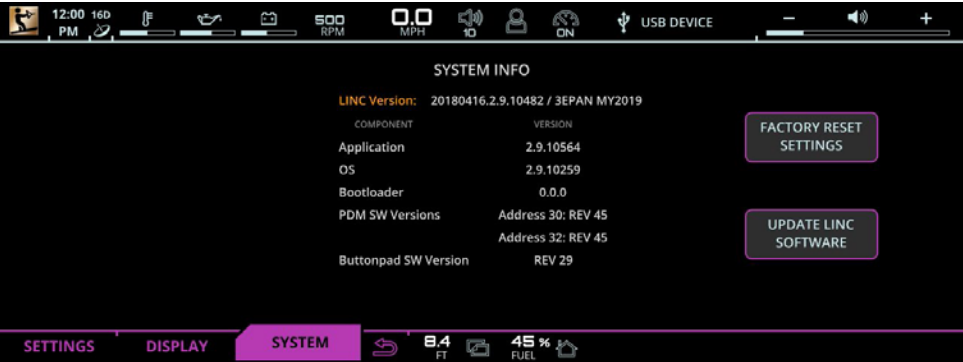 12:00 16D
PM
500
RPM
0.0
MPH
10
ON
USB DEVICE
−
+
SYSTEM INFO
LINC Version: 20180416.2.9.10482 / 3EPAN MY2019
COMPONENT VERSION
Application 2.9.10564
OS 2.9.10259
Bootloader 0.0.0
PDM SW Versions Address 30: REV 45
Address 32: REV 45
Buttonpad SW Version REV 29
FACTORY RESET
SETTINGS
UPDATE LINC
SOFTWARE
SETTINGS DISPLAY SYSTEM
8.4
FT
45 %
FUEL